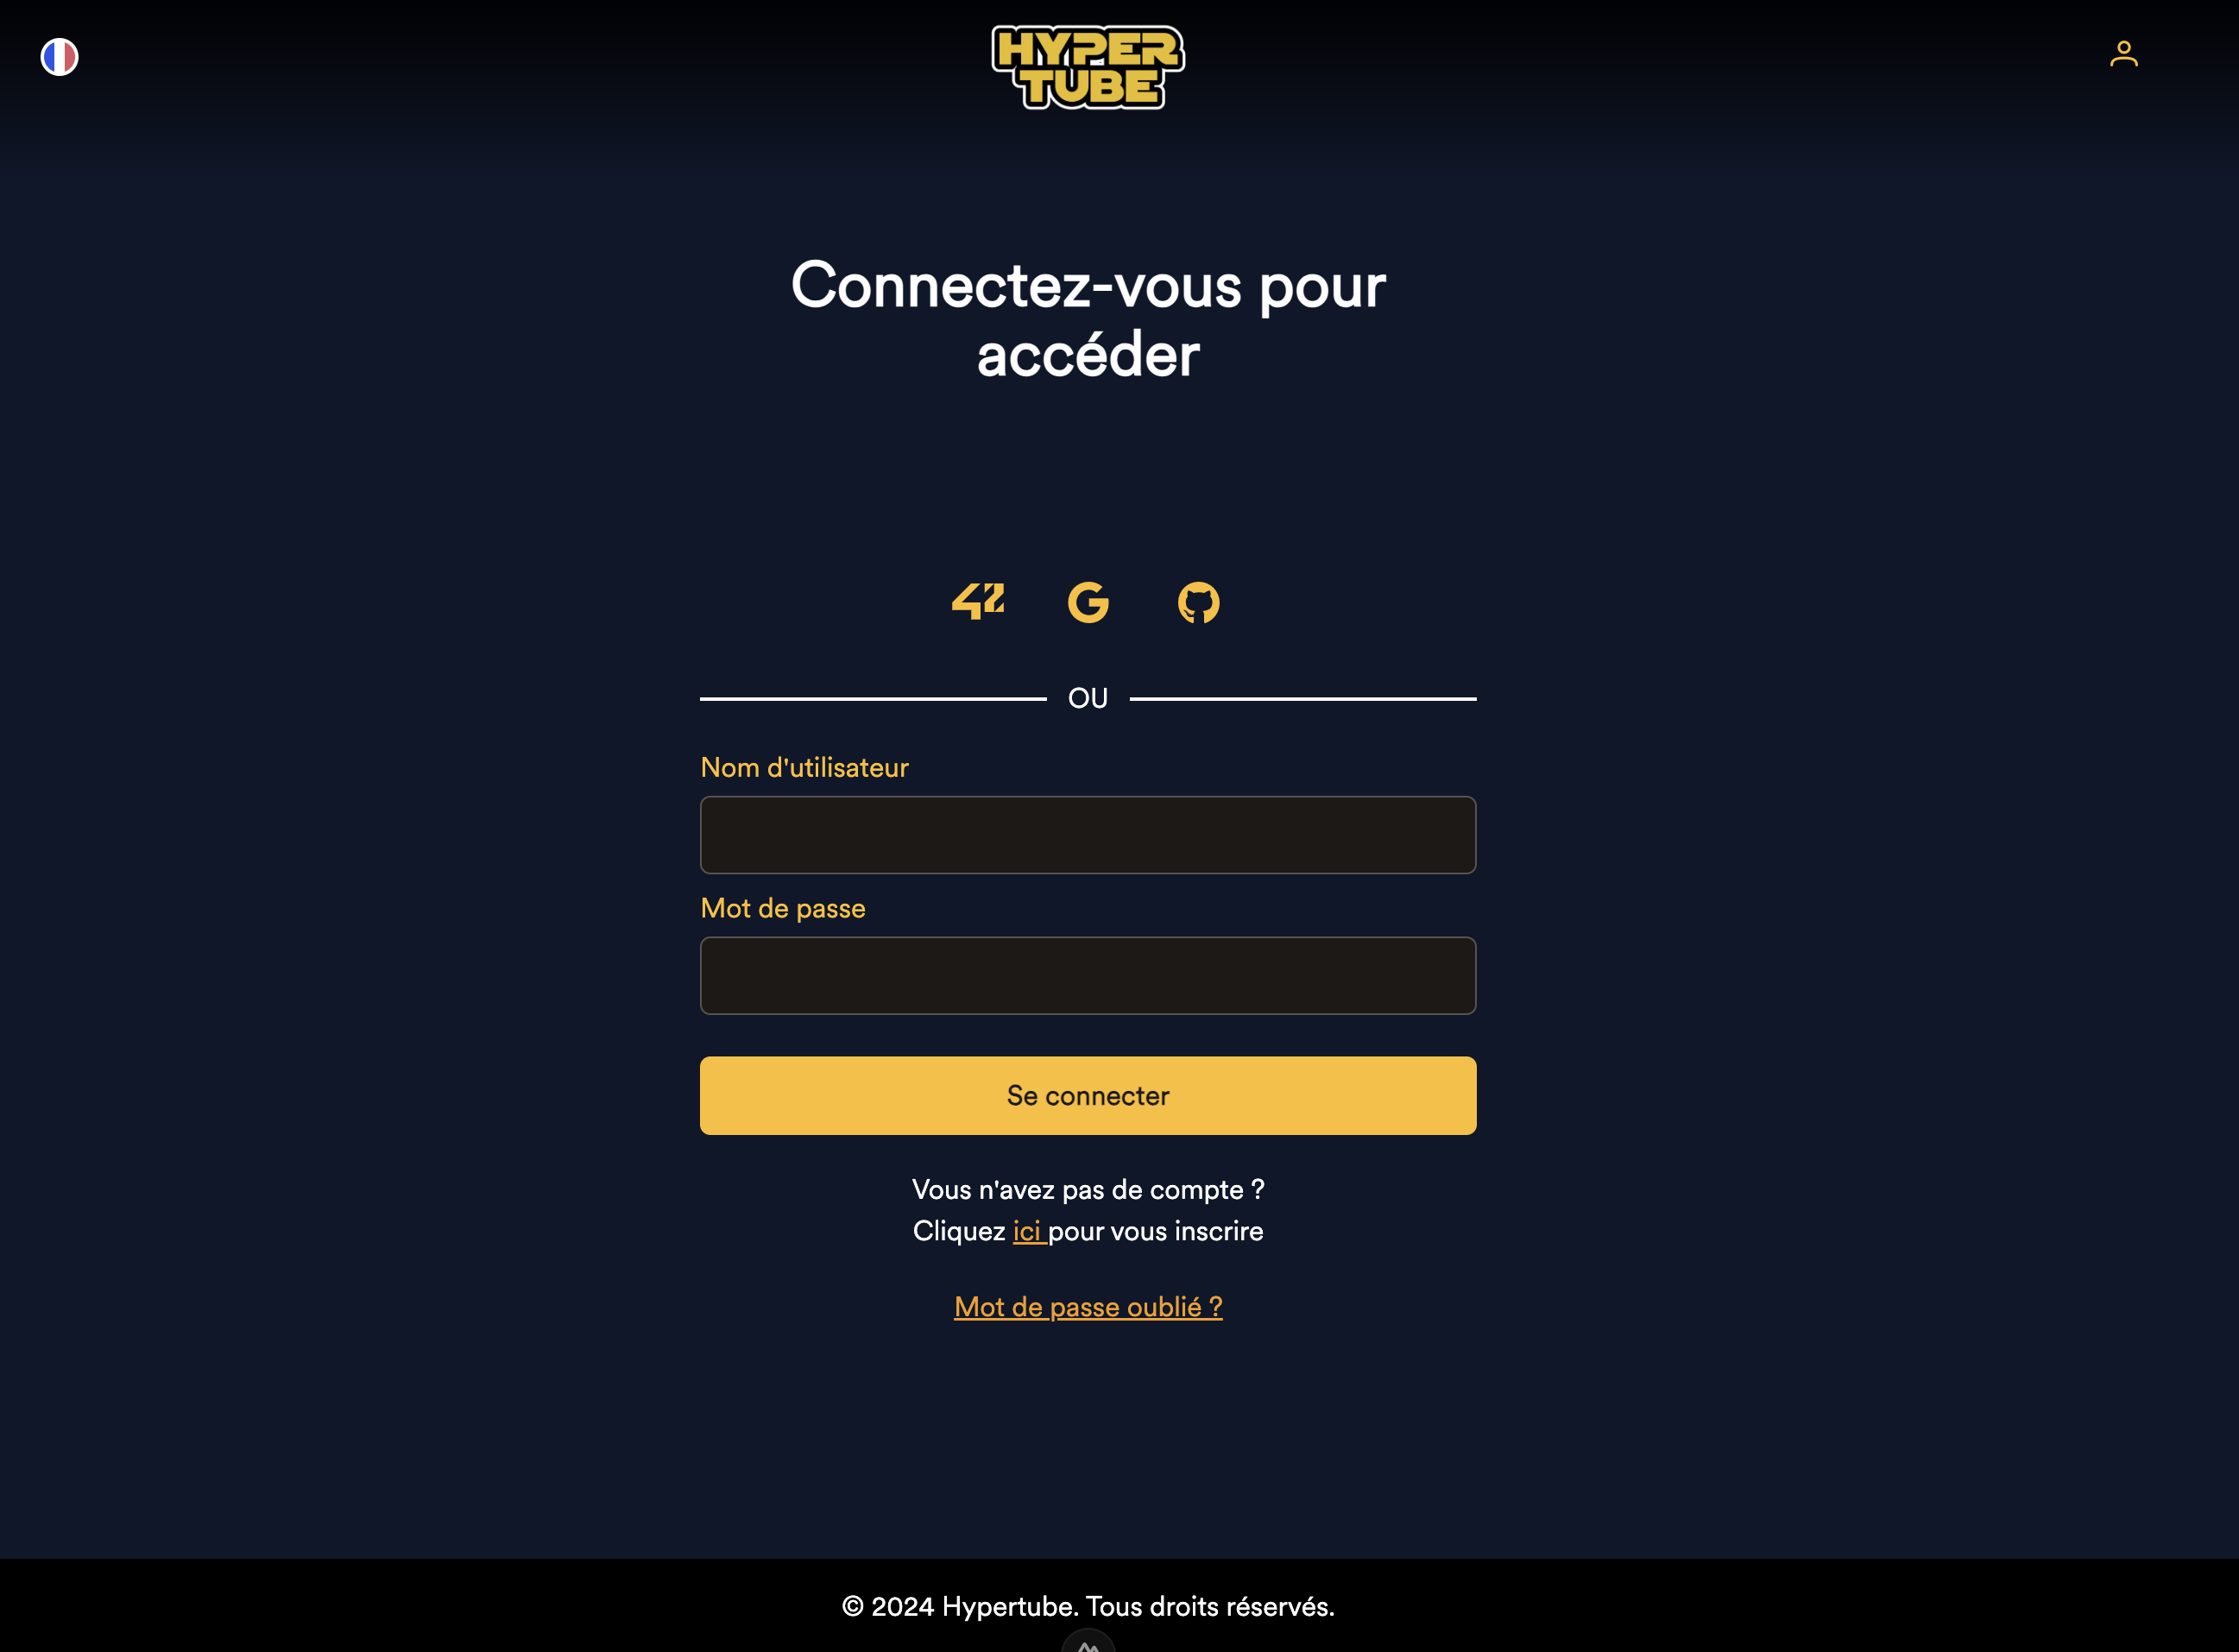 HYPER
TUBE
Connectez-vous pour
accéder
42
OU
Nom d'utilisateur
Mot de passe
Se connecter
Vous n'avez pas de compte ?
Cliquez ici pour vous inscrire
Mot de passe oublié ?
© 2024 Hypertube. Tous droits réservés.